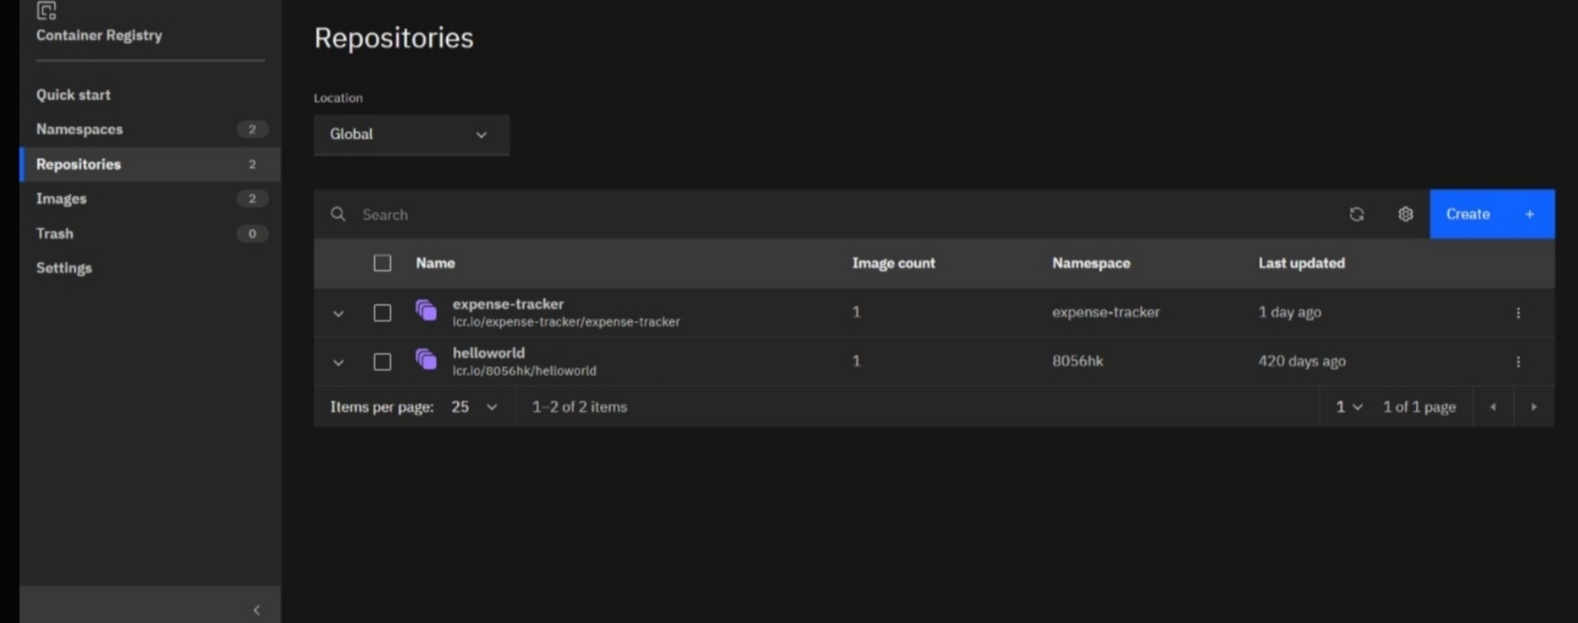 Container Registry
Quick start
Namespaces 2
Repositories 2
Images 2
Trash 0
Settings
Repositories
Location
Global
Search
Create +
Name Image count Namespace Last updated
expense-tracker 1 expense-tracker 1 day ago
icr.io/expense-tracker/expense-tracker
helloworld 1 8056hk 420 days ago
icr.io/8056hk/helloworld
Items per page: 25 1–2 of 2 items 1 1 of 1 page